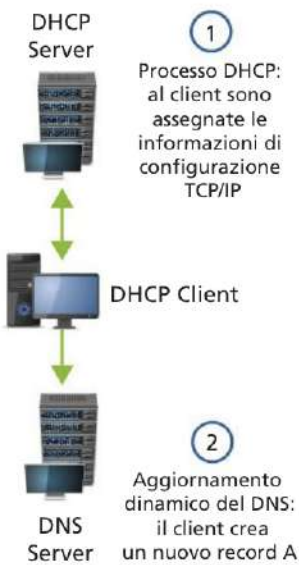 DHCP
Server
1
Processo DHCP:
al client sono
assegnate le
informazioni di
configurazione
TCP/IP
DHCP Client
2
Aggiornamento
dinamico del DNS:
il client crea
un nuovo record A
DNS
Server